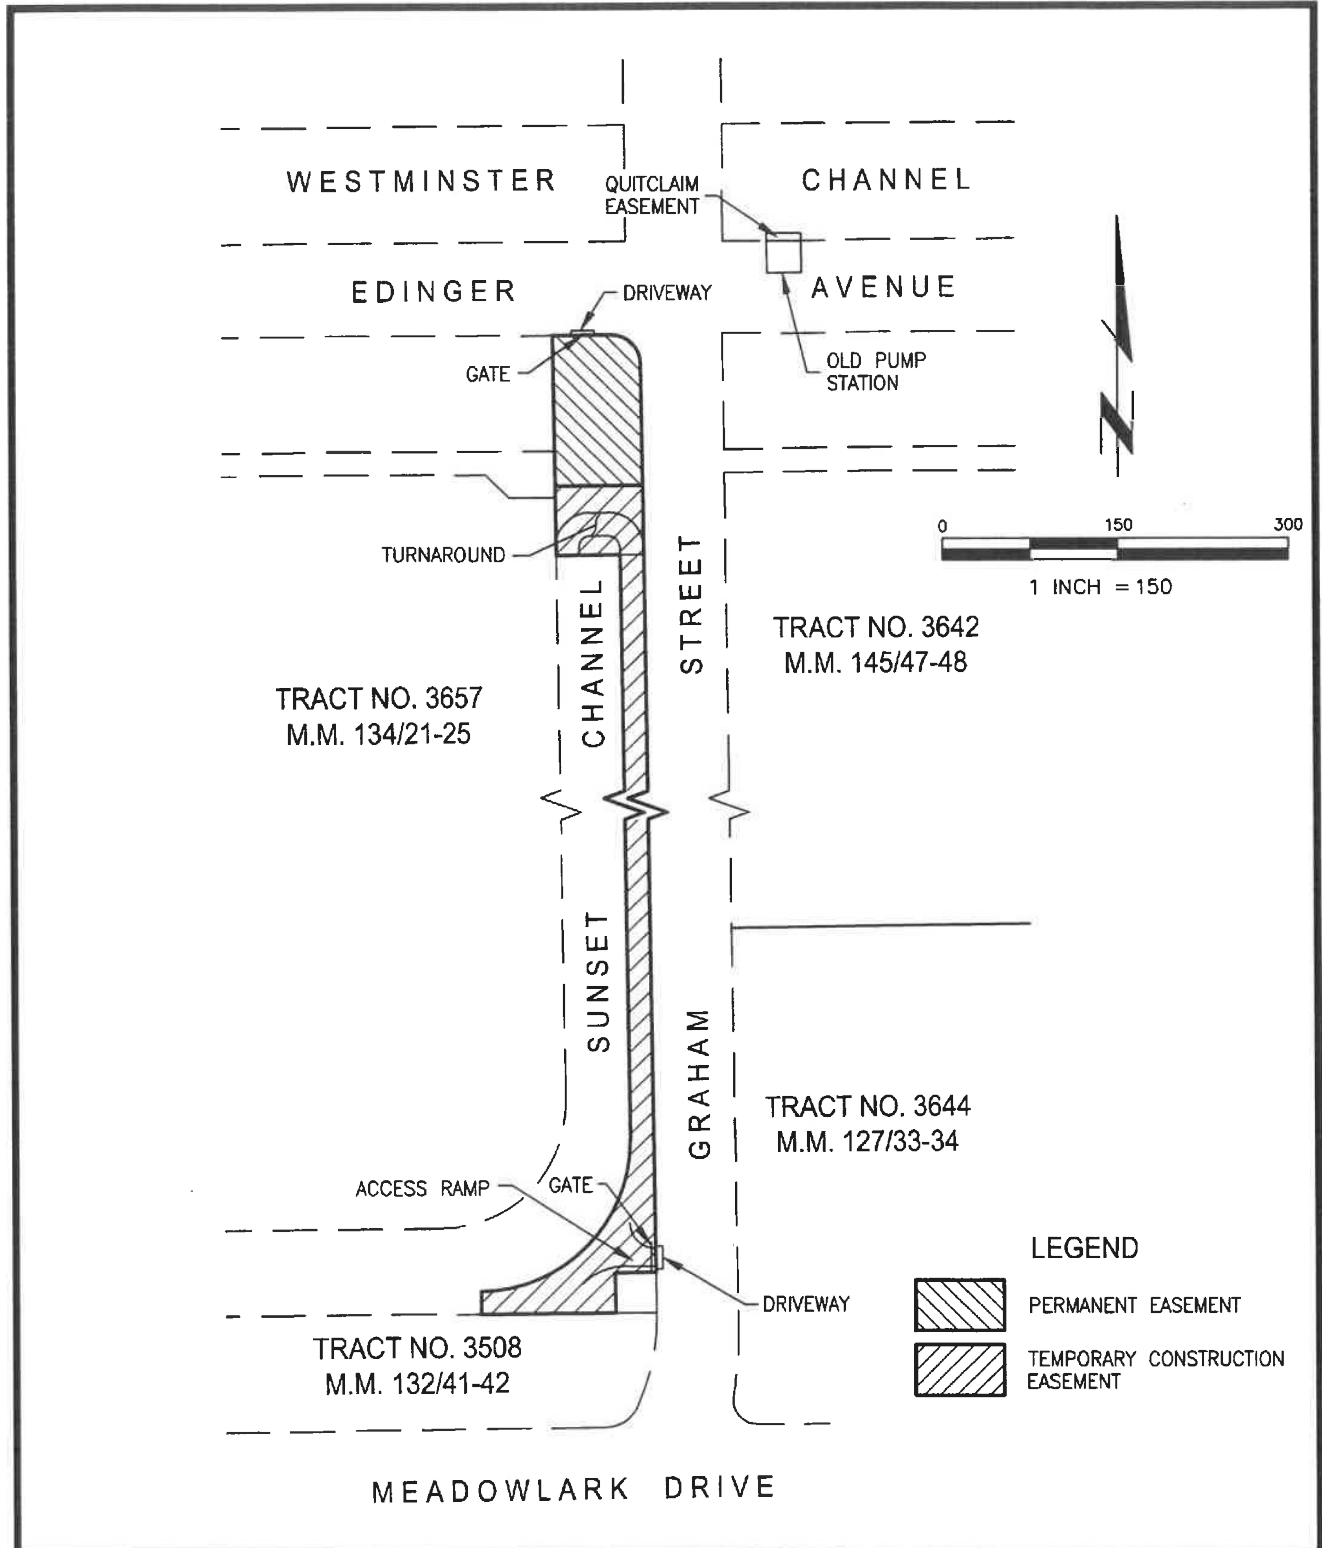 WESTMINSTER
CHANNEL
QUITCLAIM
EASEMENT
EDINGER
AVENUE
DRIVEWAY
GATE
OLD PUMP
STATION
TURNAROUND
CHANNEL
STREET
0 150 300
1 INCH = 150
TRACT NO. 3642
M.M. 145/47-48
TRACT NO. 3657
M.M. 134/21-25
SUNSET
GRAHAM
TRACT NO. 3644
M.M. 127/33-34
ACCESS RAMP
GATE
DRIVEWAY
LEGEND
PERMANENT EASEMENT
TEMPORARY CONSTRUCTION
EASEMENT
TRACT NO. 3508
M.M. 132/41-42
MEADOWLARK DRIVE